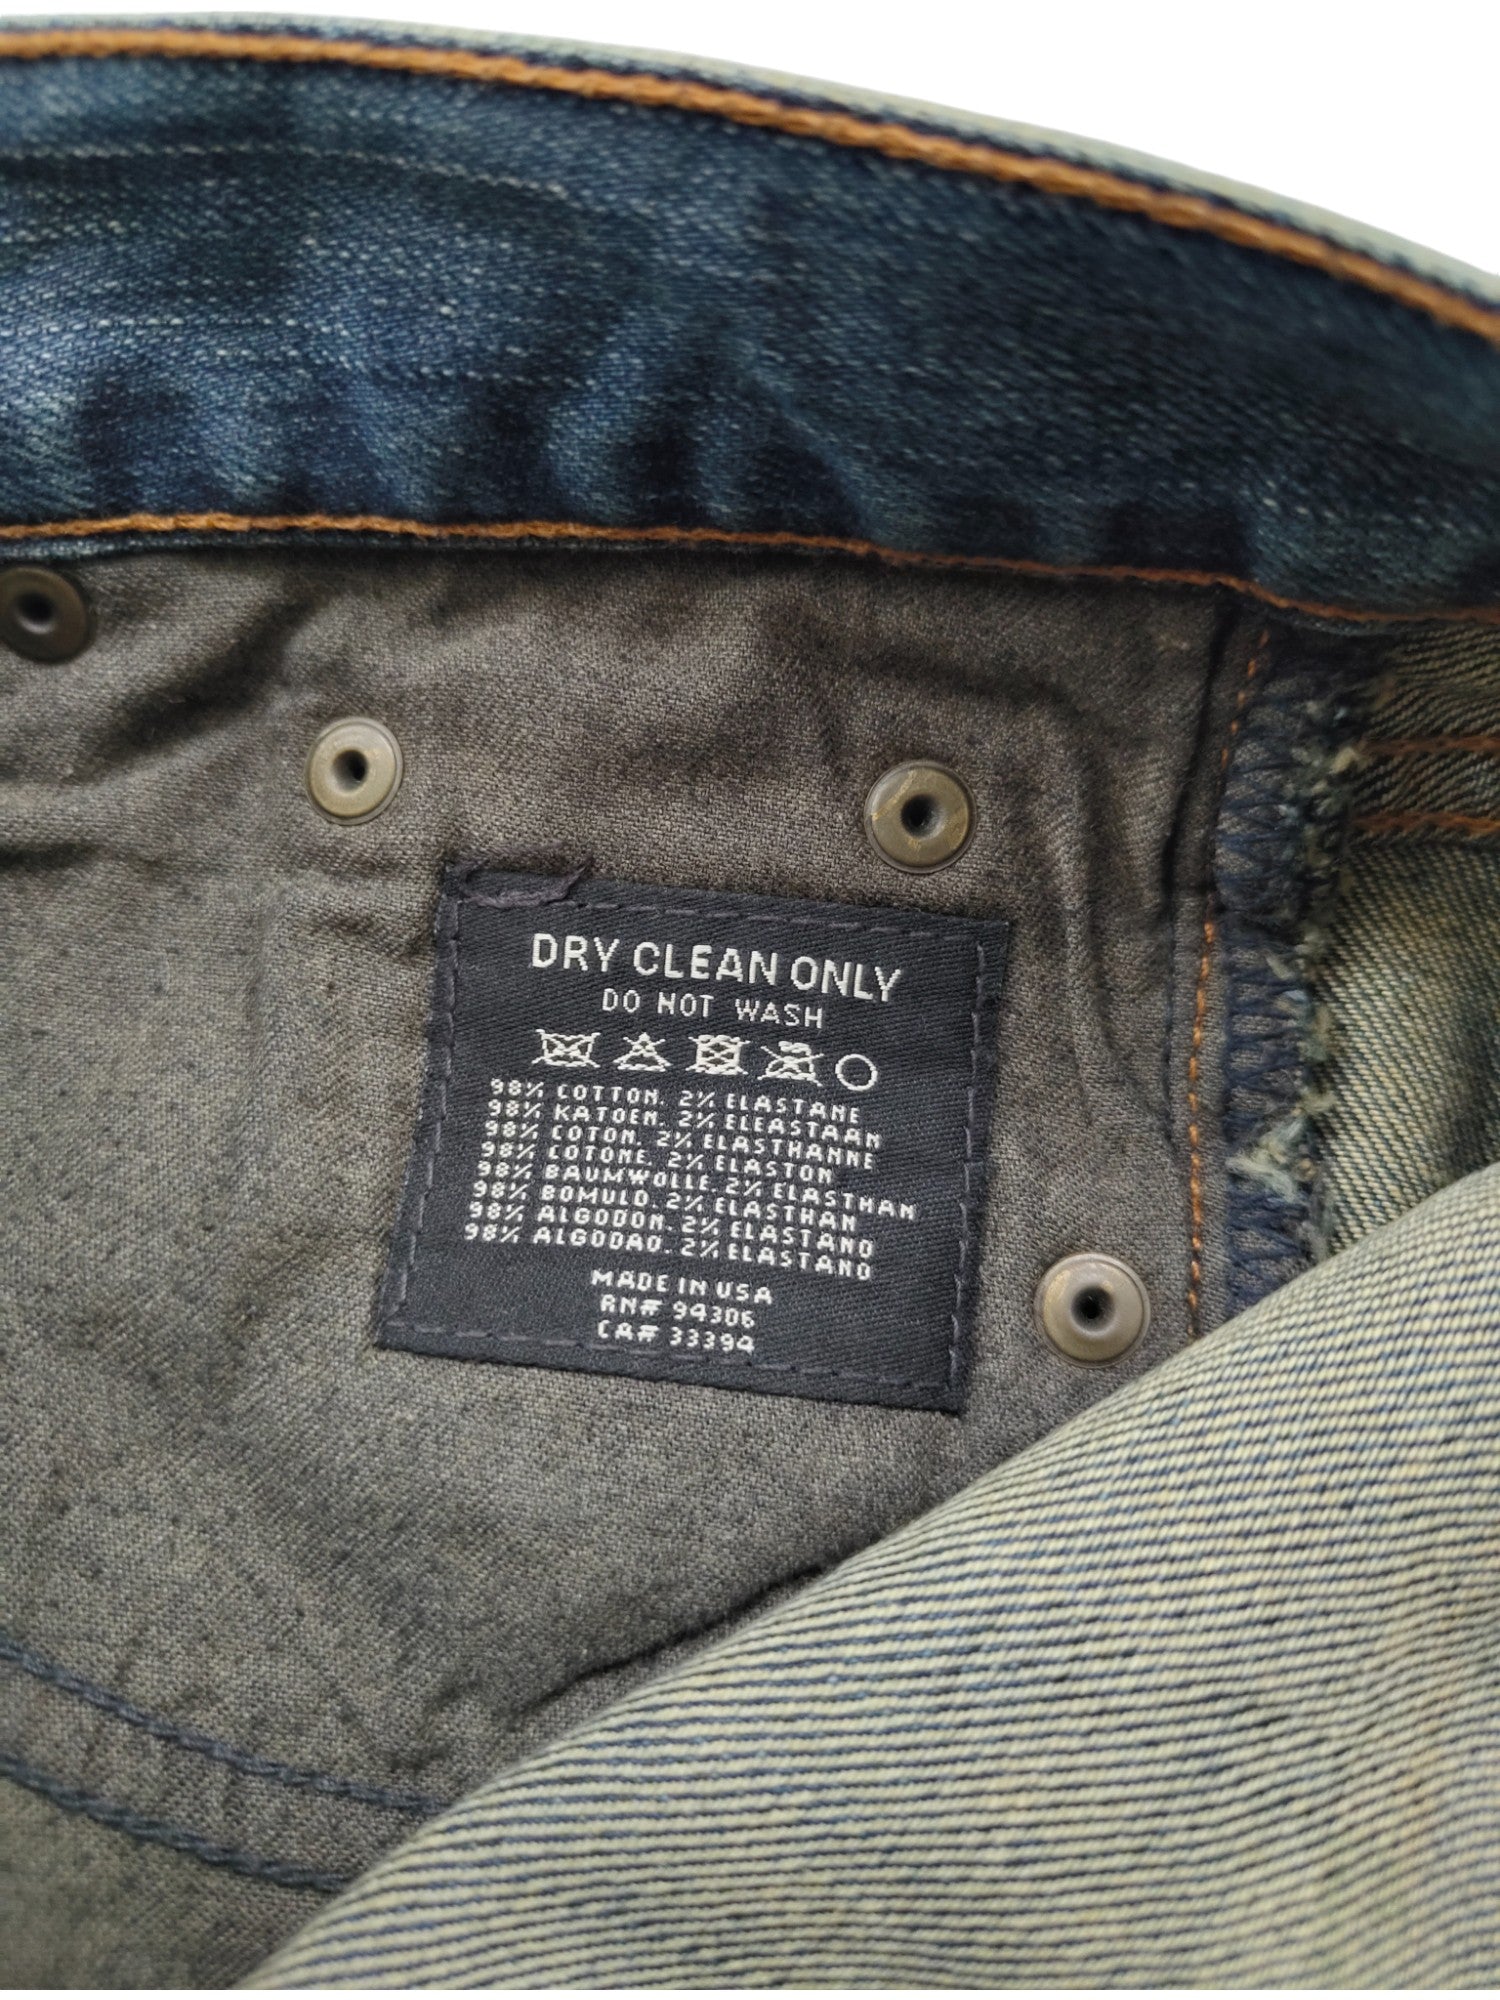 DRY CLEAN ONLY
DO NOT WASH
98% COTTON. 2% ELASTANE
98% KATOEN. 2% ELEASTAAN
98% COTON. 2% ELASTHANNE
98% COTONE. 2% ELASTON
98% BAUMWOLLE. 2% ELASTHAN
98% BOMULD. 2% ELASTHAN
98% ALGODON. 2% ELASTANO
98% ALGODAO. 2% ELASTANO
MADE IN USA
RN# 94306
CA# 33394